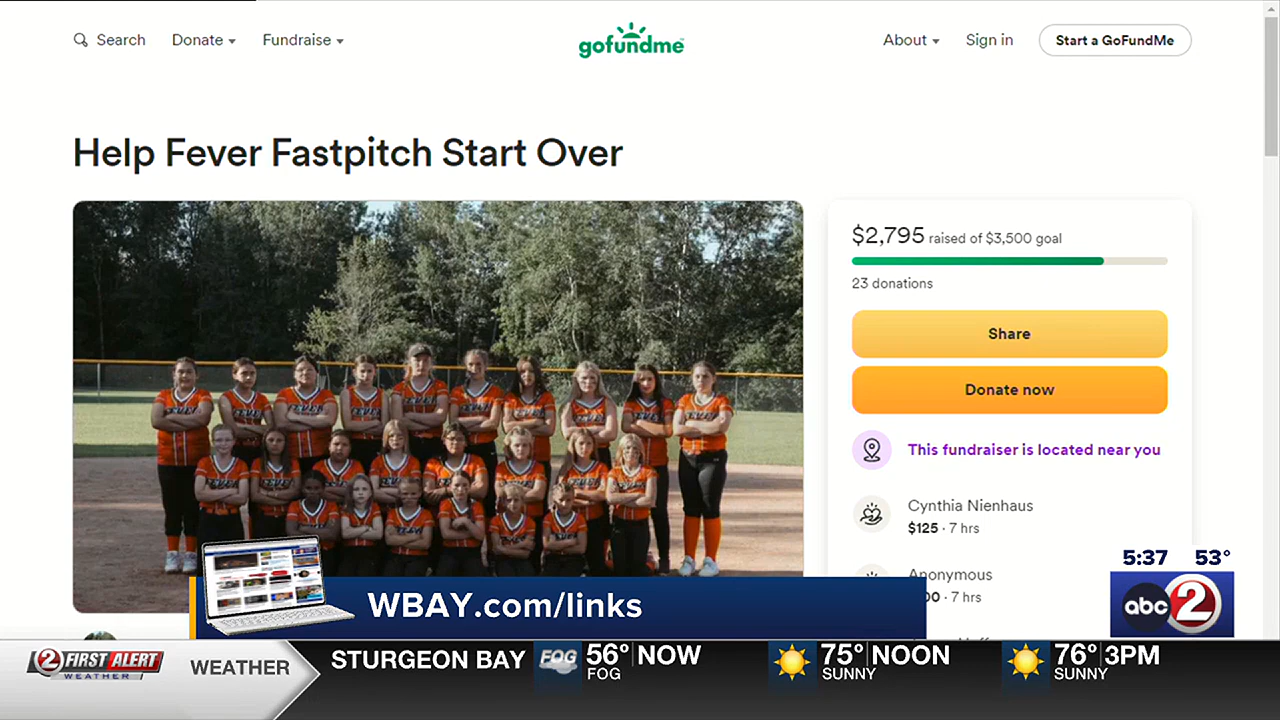 Search Donate Fundraise gofundme About Sign in Start a GoFundMe
Help Fever Fastpitch Start Over
$2,795 raised of $3,500 goal
23 donations
Share
Donate now
This fundraiser is located near you
Cynthia Nienhaus
$125 · 7 hrs
Anonymous
7 hrs
FEVER FEVER FEVER
WBAY.com/links
5:37 53°
abc 2
2 FIRST ALERT
WEATHER
WEATHER
STURGEON BAY FOG 56° NOW
FOG
75° NOON
SUNNY
76° 3PM
SUNNY